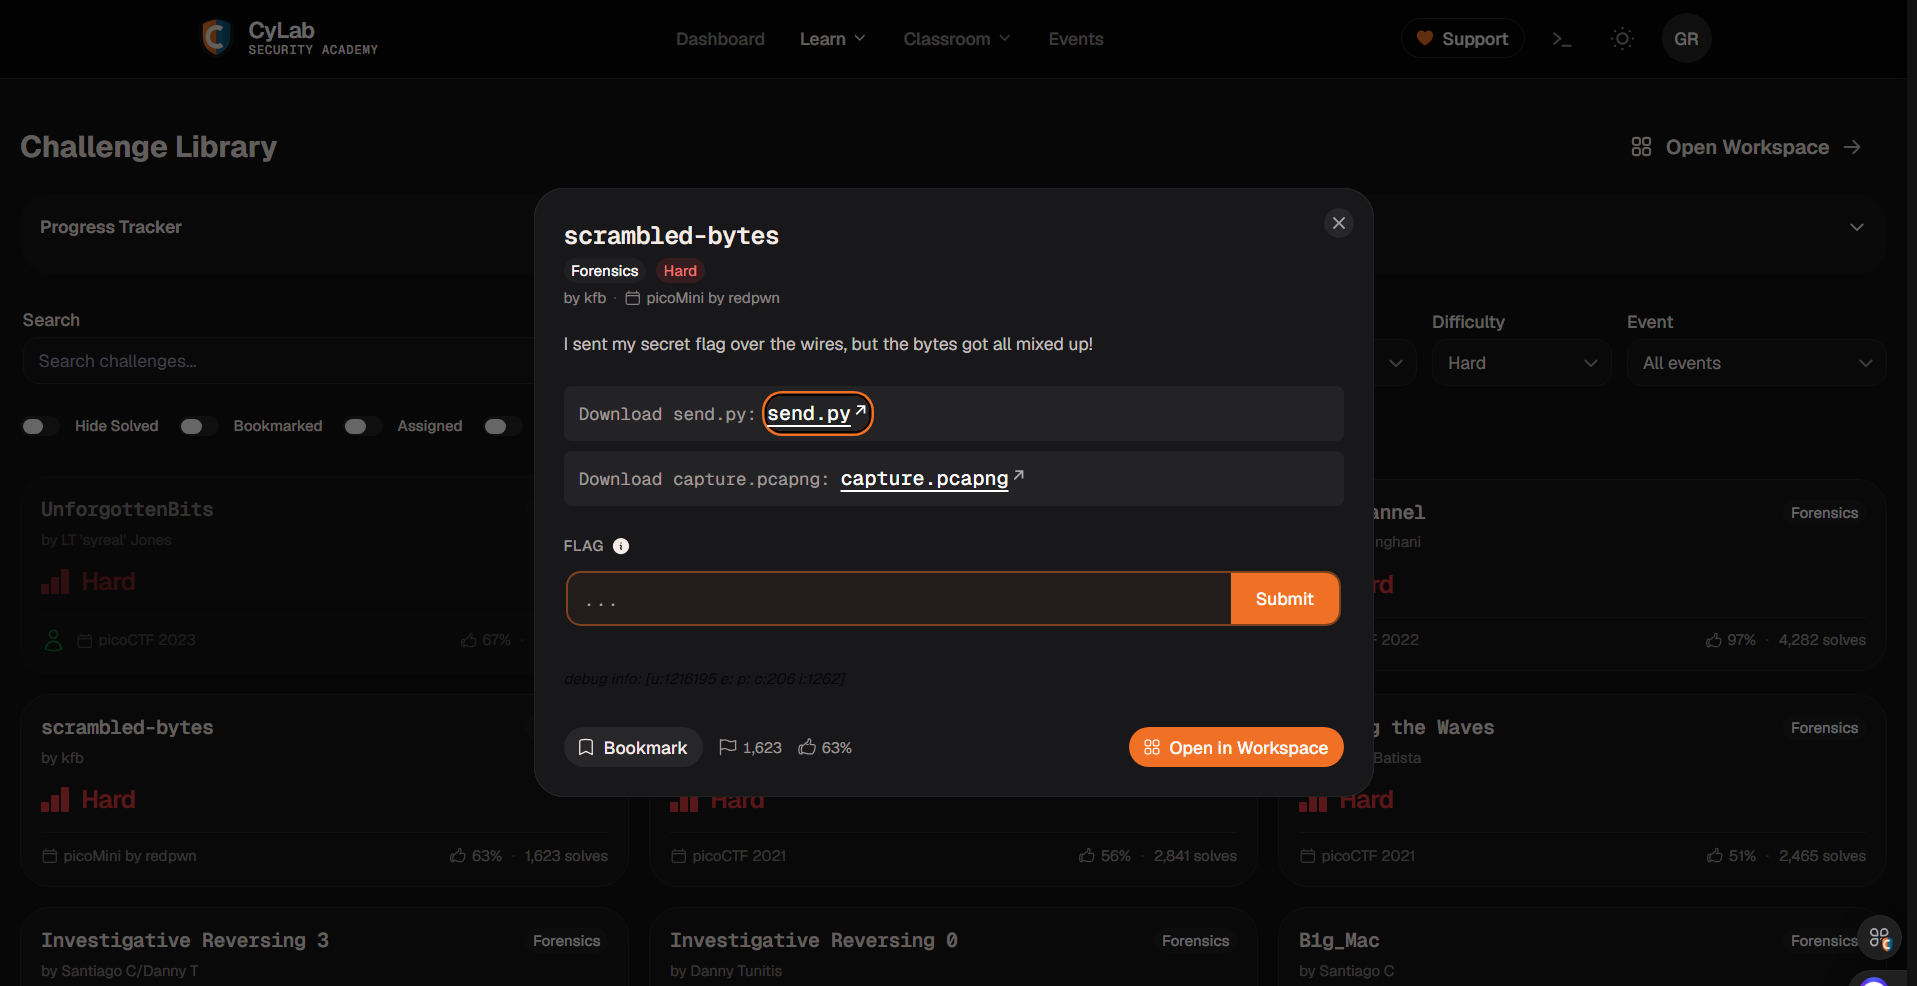 CyLab
SECURITY ACADEMY
Dashboard
Learn
Classroom
Events
Support
GR
Challenge Library
Open Workspace
Progress Tracker
Search
Search challenges...
Difficulty
Hard
Event
All events
Hide Solved
Bookmarked
Assigned
scrambled-bytes
Forensics
Hard
by kfb · picoMini by redpwn
I sent my secret flag over the wires, but the bytes got all mixed up!
Download send.py: send.py
Download capture.pcapng: capture.pcapng
FLAG
...
Submit
debug info: [u:1216195 e: p: c:206 i:1262]
Bookmark
1,623
63%
Open in Workspace
UnforgottenBits
by LT 'syreal' Jones
Hard
picoCTF 2023
67% ·
annel
Forensics
nghani
rd
F 2022
97% · 4,282 solves
scrambled-bytes
by kfb
Hard
picoMini by redpwn
63% · 1,623 solves
Hard
picoCTF 2021
56% · 2,841 solves
g the Waves
Forensics
Batista
Hard
picoCTF 2021
51% · 2,465 solves
Investigative Reversing 3
Forensics
by Santiago C/Danny T
Investigative Reversing 0
Forensics
by Danny Tunitis
B1g_Mac
Forensics
by Santiago C